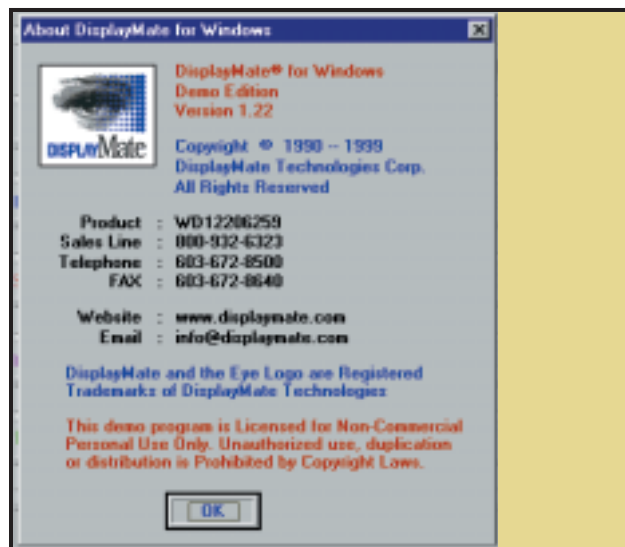 About DisplayMate for Windows
DISPLAYMate
DisplayMate® for Windows
Demo Edition
Version 1.22
Copyright © 1990 -- 1999
DisplayMate Technologies Corp.
All Rights Reserved
Product : WD12206259
Sales Line : 800-932-6323
Telephone : 603-672-8500
FAX : 603-672-8640
Website : www.displaymate.com
Email : info@displaymate.com
DisplayMate and the Eye Logo are Registered
Trademarks of DisplayMate Technologies
This demo program is Licensed for Non-Commercial
Personal Use Only. Unauthorized use, duplication
or distribution is Prohibited by Copyright Laws.
OK